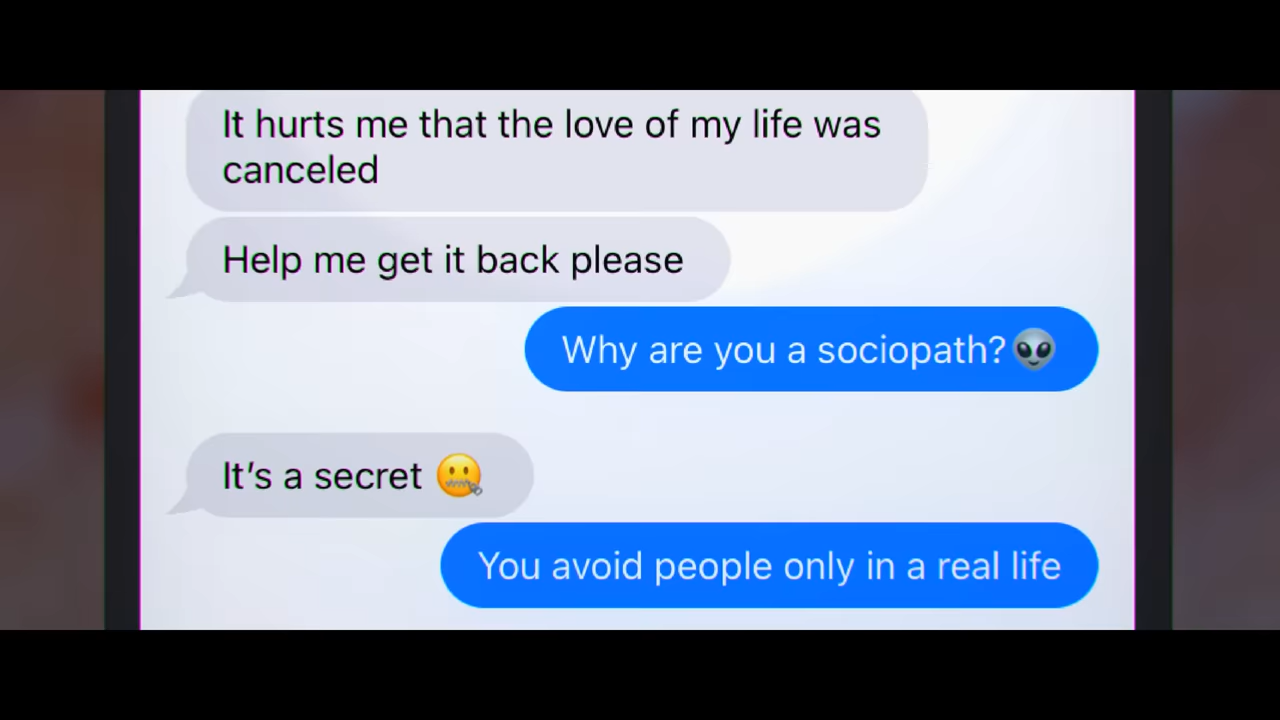 It hurts me that the love of my life was
canceled
Help me get it back please
Why are you a sociopath?👽
It's a secret 🤐
You avoid people only in a real life